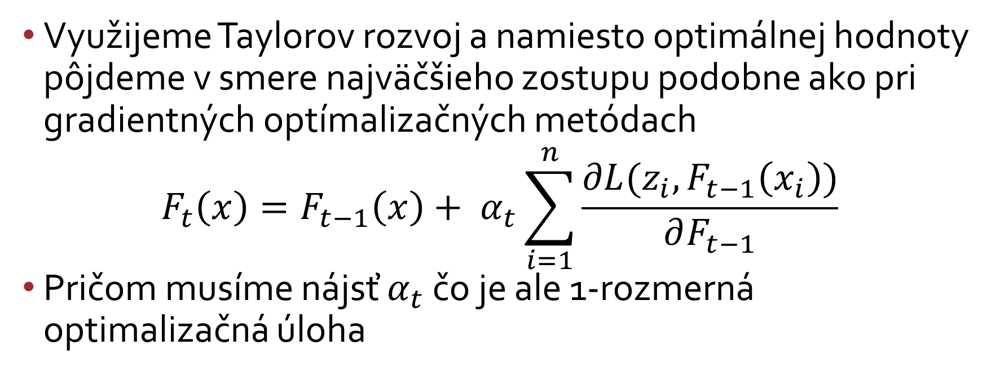 • Využijeme Taylorov rozvoj a namiesto optimálnej hodnoty
pôjdeme v smere najväčšieho zostupu podobne ako pri
gradientných optímalizačných metódach
$F_t(x) = F_{t-1}(x) + \alpha_t \sum_{i=1}^{n} \frac{\partial L(z_i, F_{t-1}(x_i))}{\partial F_{t-1}}$
• Pričom musíme nájsť $\alpha_t$ čo je ale 1-rozmerná
optimalizačná úloha